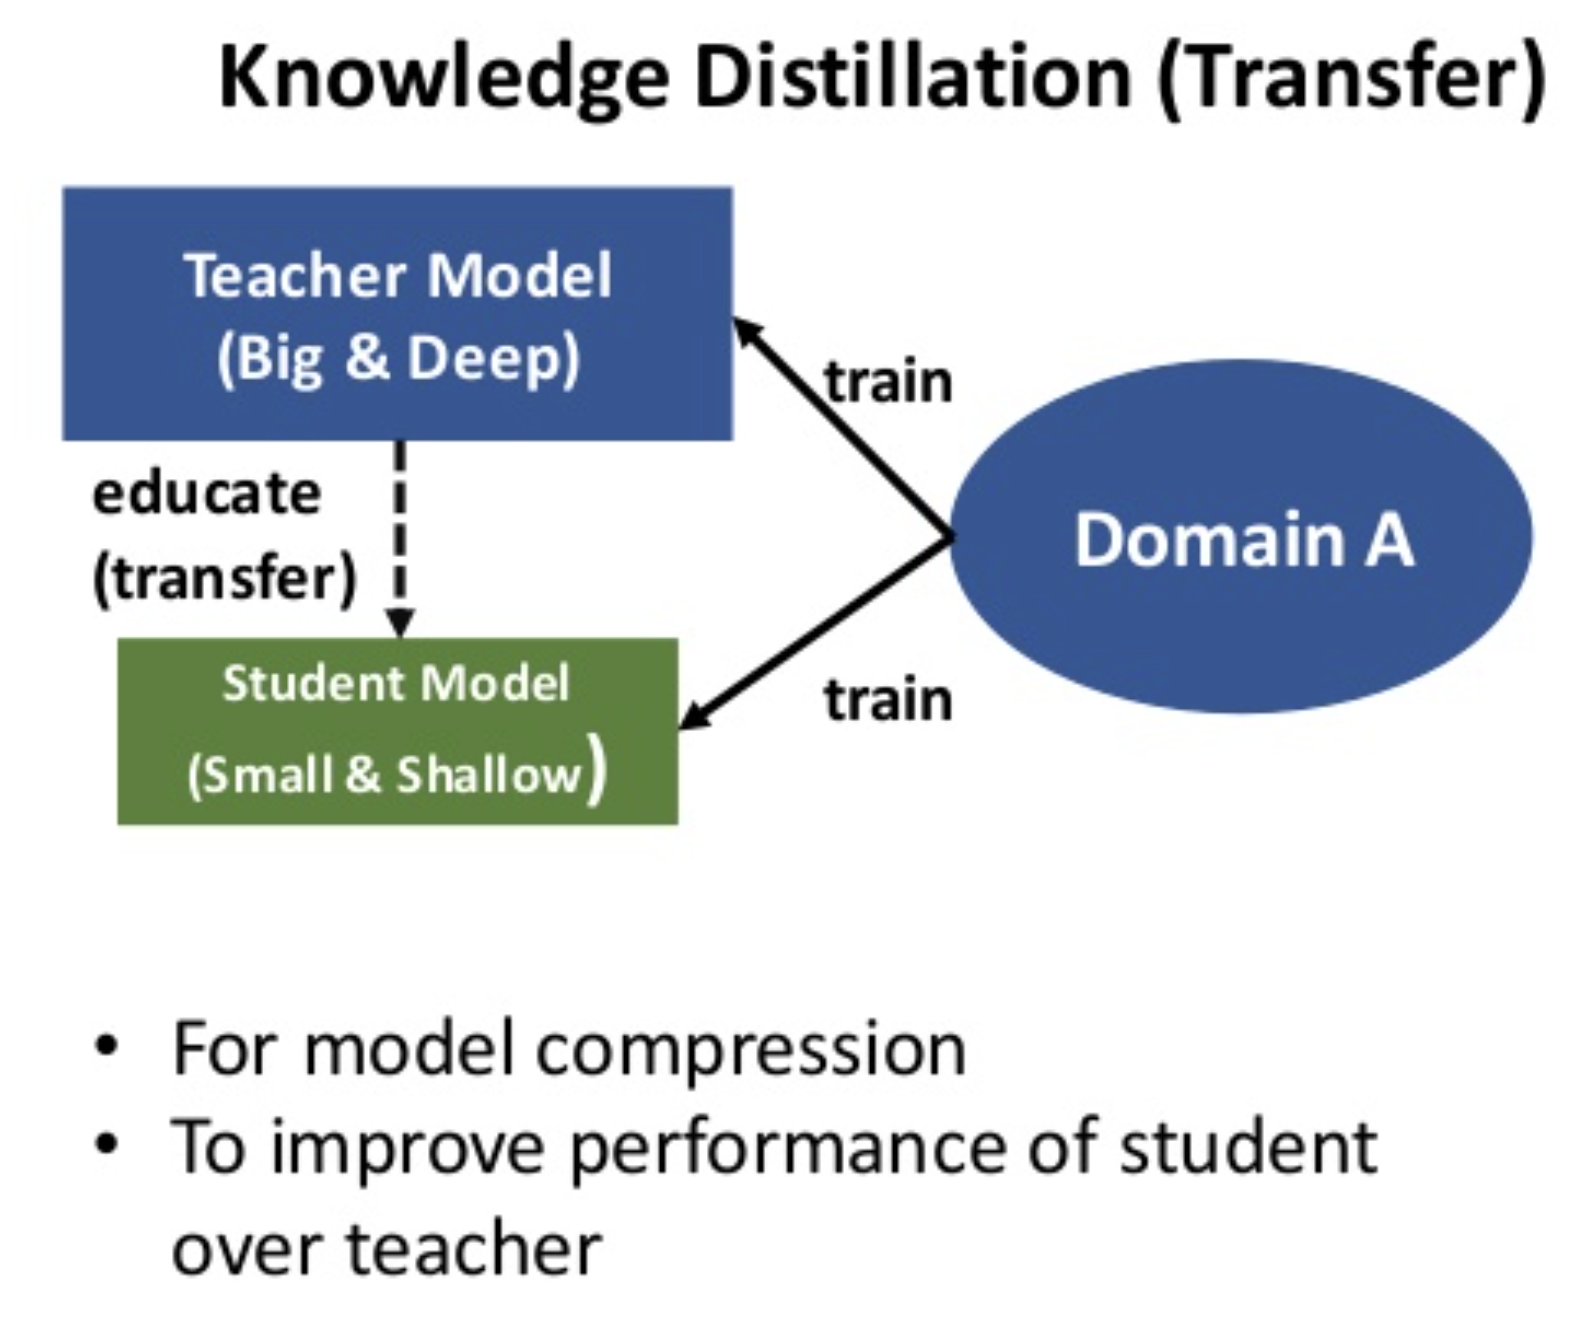 Knowledge Distillation (Transfer)
Teacher Model
(Big & Deep)
train
educate
(transfer)
Domain A
Student Model
(Small & Shallow)
train
• For model compression
• To improve performance of student
over teacher